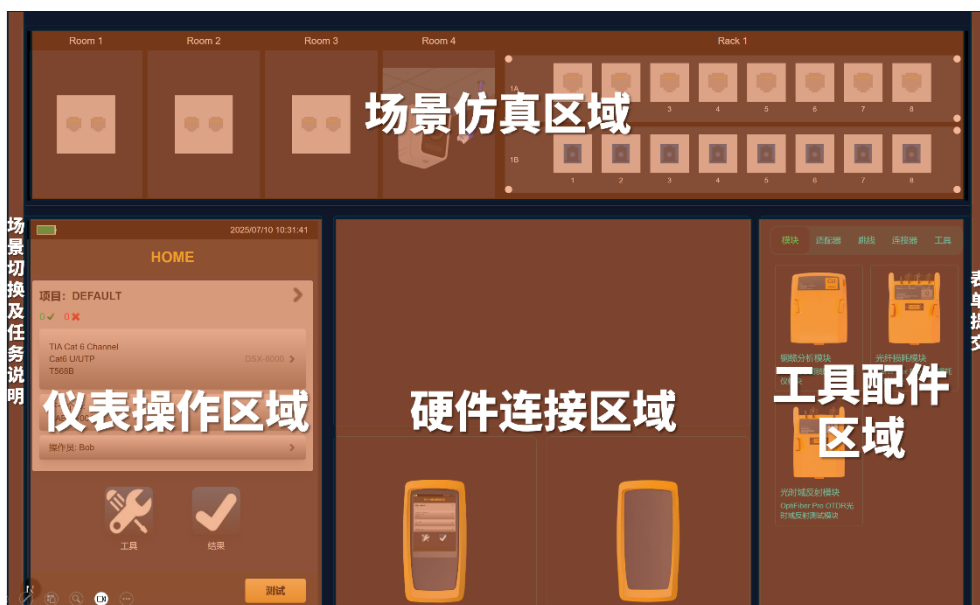 Room 1
Room 2
Room 3
Room 4
Rack 1
1A
3
4
5
6
7
8
场景仿真区域
1B
1
2
3
4
5
6
7
8
场景切换及任务说明
2025/07/10 10:31:41
HOME
项目: DEFAULT
0 ✓ 0 ✖
TIA Cat 6 Channel
Cat6 U/UTP
DSX-8000
T568B
仪表操作区域
操作员: Bob
工具
结果
测试
硬件连接区域
模块
适配器
跳线
连接器
工具
铜缆分析模块
光纤损耗模块
工具配件
区域
光时域反射模块
OptiFiber Pro OTDR光
时域反射测试模块
表单提交